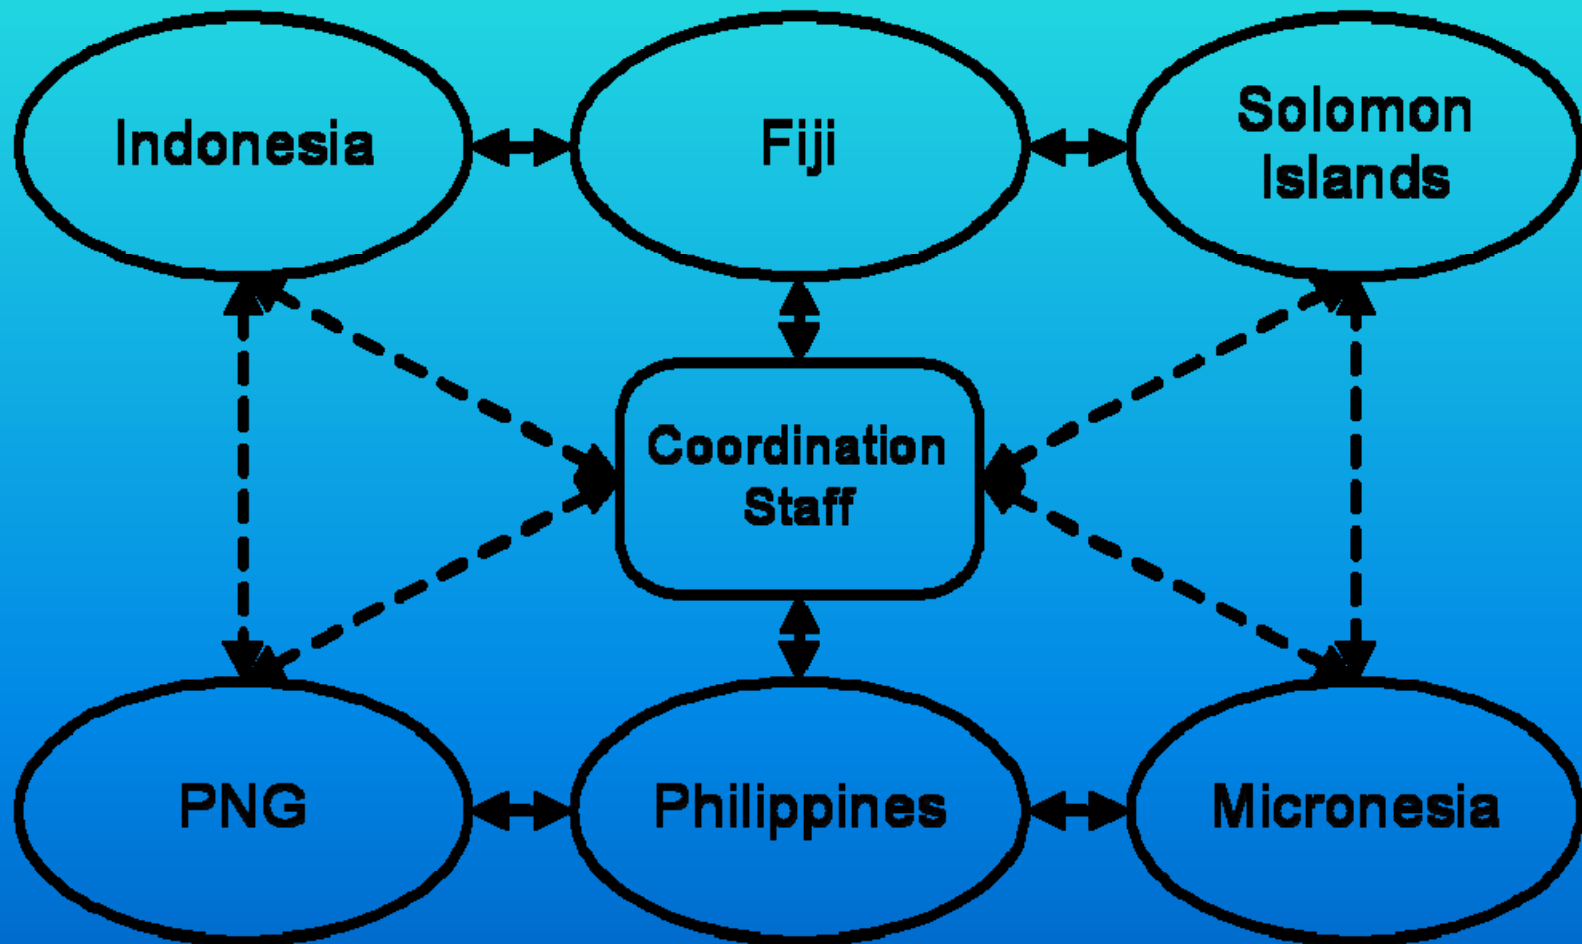 Indonesia
Fiji
Solomon
Islands
Coordination
Staff
PNG
Philippines
Micronesia